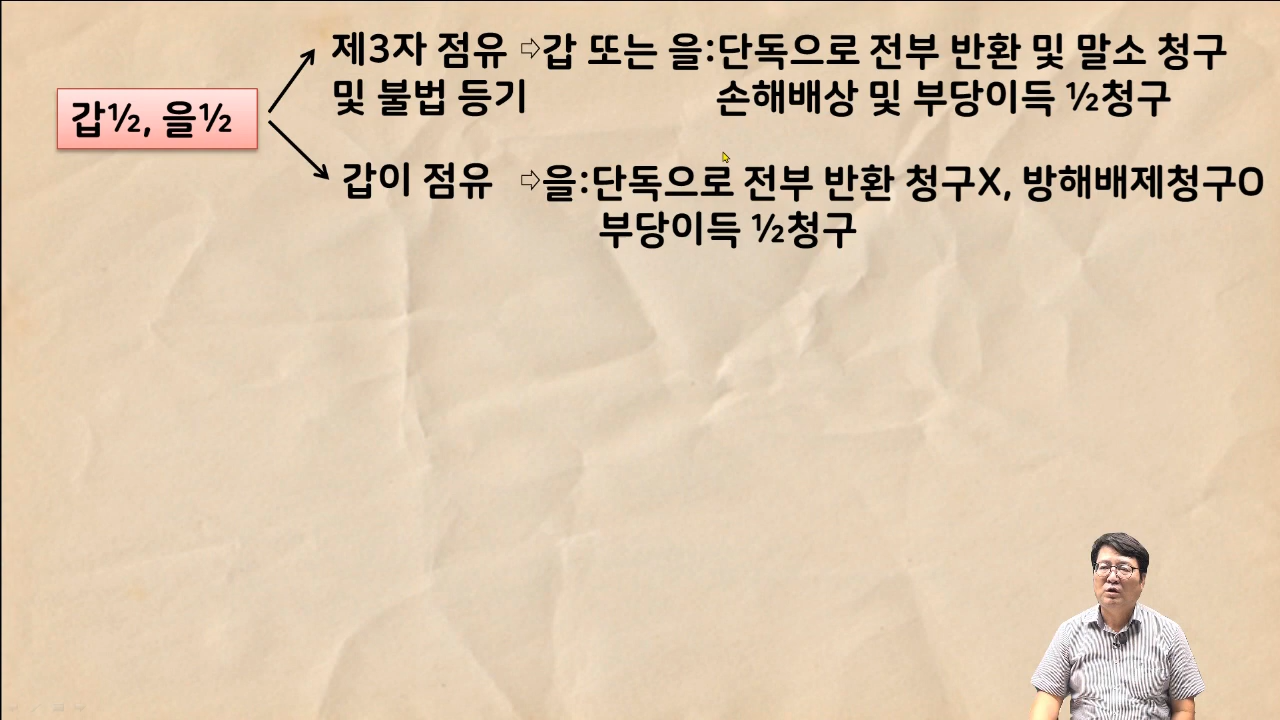 갑½, 을½
제3자 점유 ⇨갑 또는 을:단독으로 전부 반환 및 말소 청구
및 불법 등기 손해배상 및 부당이득 ½청구
갑이 점유 ⇨을:단독으로 전부 반환 청구X, 방해배제청구O
부당이득 ½청구